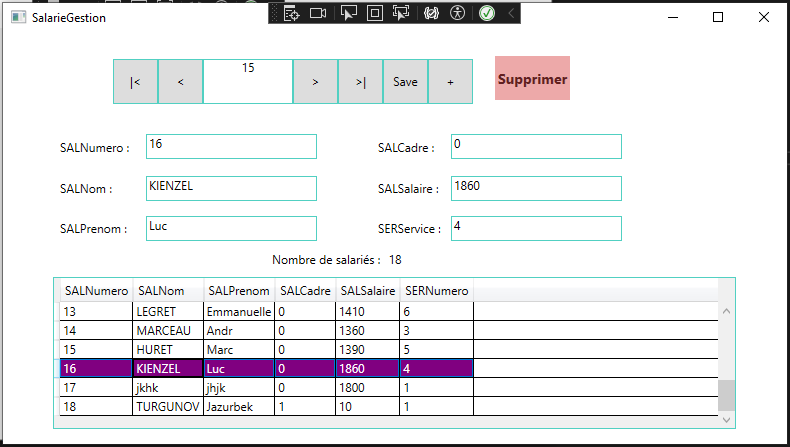 SalarieGestion
|< < 15 > >| Save + Supprimer
SALNumero : 16 SALCadre : 0
SALNom : KIENZEL SALSalaire : 1860
SALPrenom : Luc SERService : 4
Nombre de salariés : 18
SALNumero SALNom SALPrenom SALCadre SALSalaire SERNumero
13 LEGRET Emmanuelle 0 1410 6
14 MARCEAU Andr 0 1360 3
15 HURET Marc 0 1390 5
16 KIENZEL Luc 0 1860 4
17 jkhk jhjk 0 1800 1
18 TURGUNOV Jazurbek 1 10 1